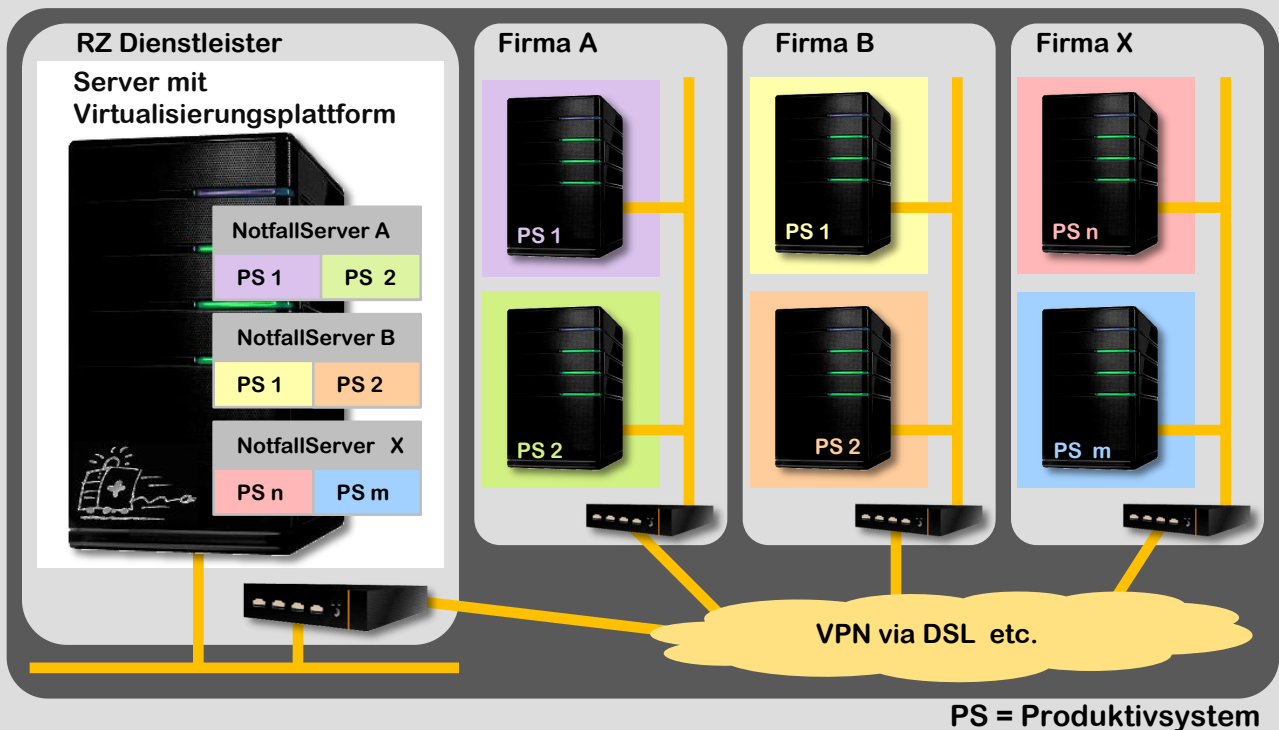 RZ Dienstleister
Server mit
Virtualisierungsplattform
NotfallServer A
PS 1
PS 2
NotfallServer B
PS 1
PS 2
NotfallServer X
PS n
PS m
Firma A
PS 1
PS 2
Firma B
PS 1
PS 2
Firma X
PS n
PS m
VPN via DSL etc.
PS = Produktivsystem